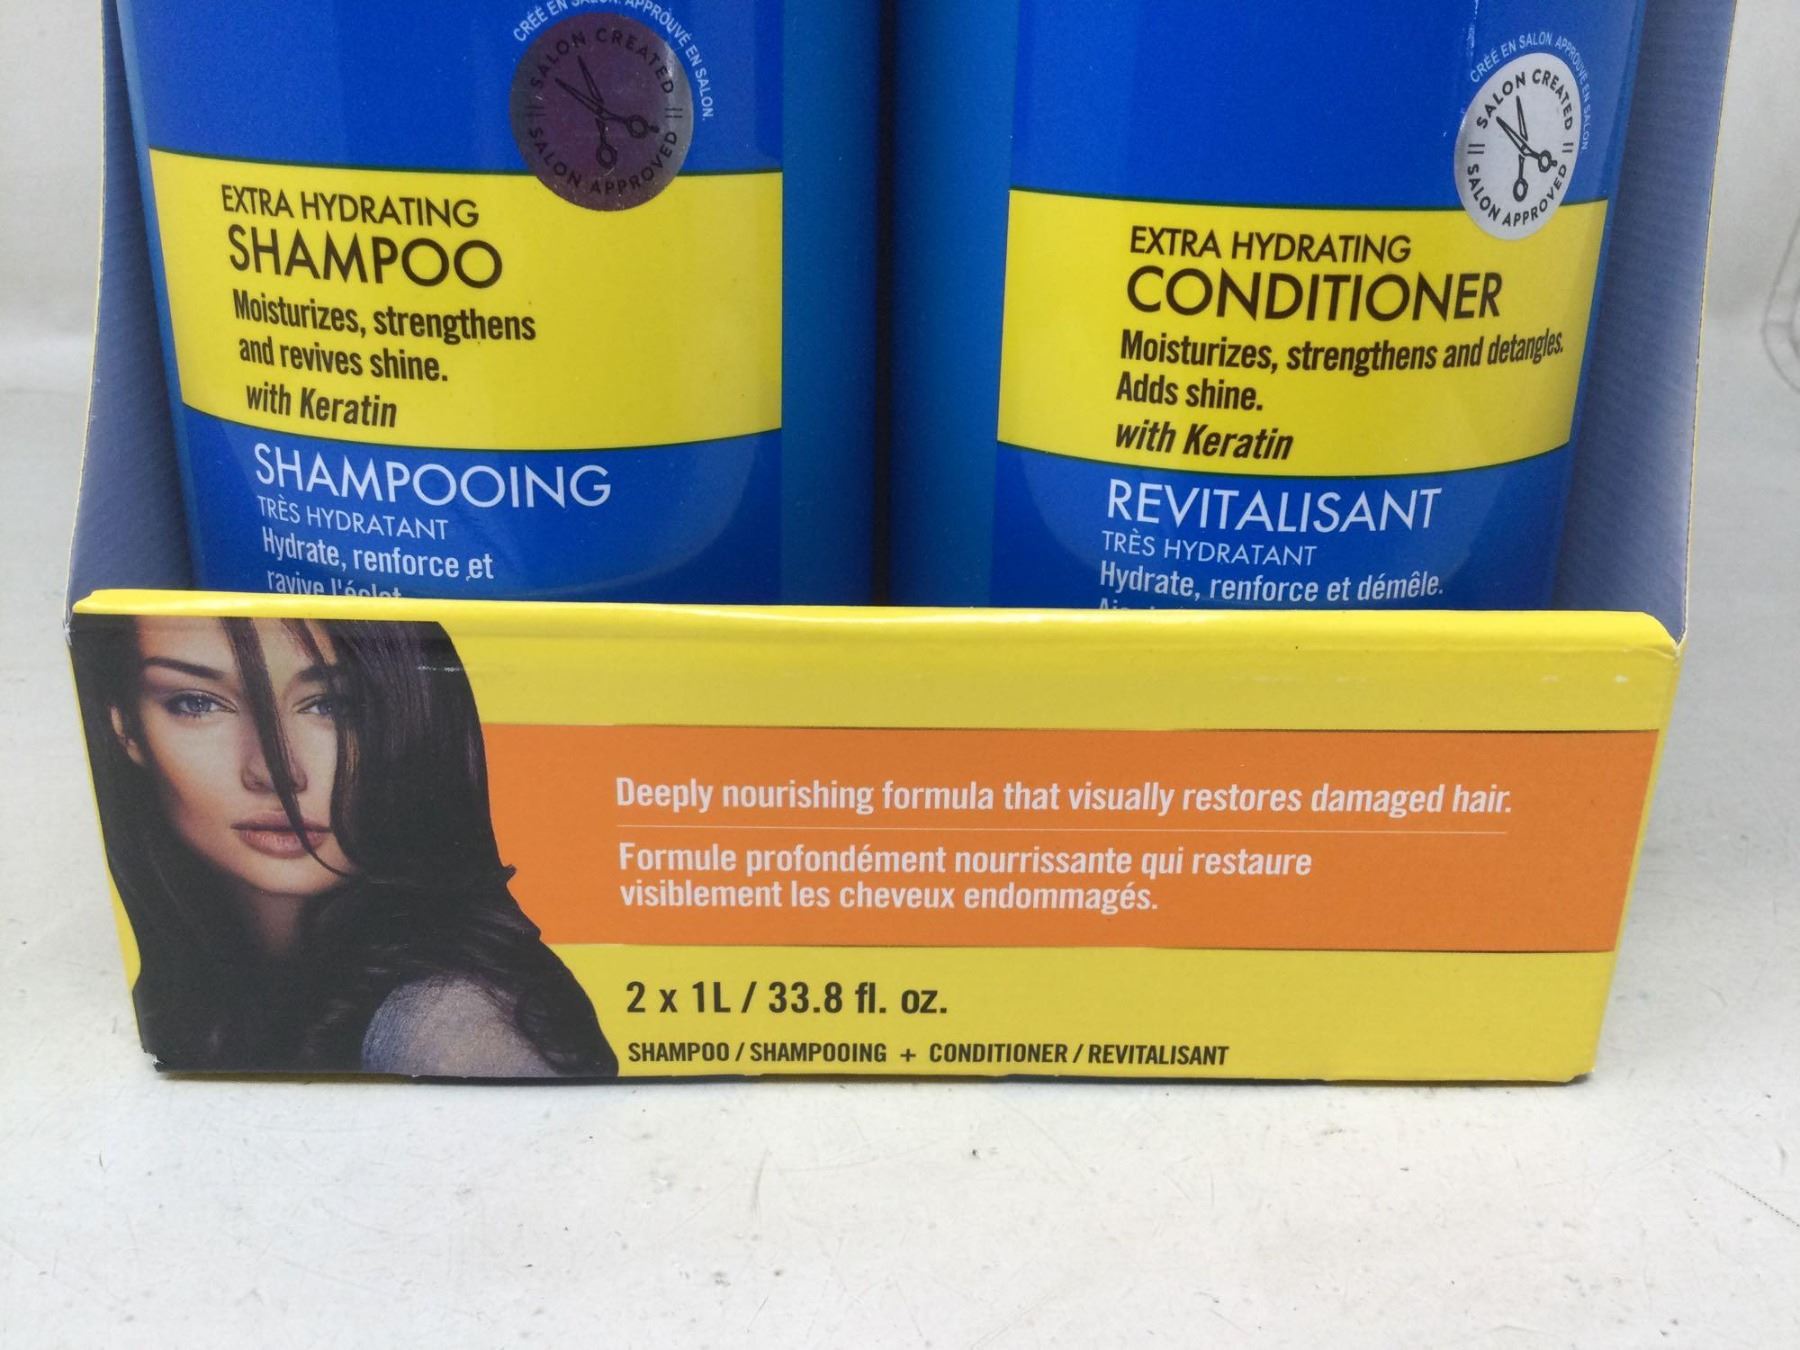 CRÉÉ EN SALON. APPROUVÉ EN SALON.
SALON CREATED || SALON APPROVED ||
EXTRA HYDRATING
SHAMPOO
Moisturizes, strengthens
and revives shine.
with Keratin
SHAMPOOING
TRÈS HYDRATANT
Hydrate, renforce et
ravive l'éclat
CRÉÉ EN SALON. APPROUVÉ EN SALON
SALON CREATED || SALON APPROVED ||
EXTRA HYDRATING
CONDITIONER
Moisturizes, strengthens and detangles.
Adds shine.
with Keratin
REVITALISANT
TRÈS HYDRATANT
Hydrate, renforce et démêle.
Deeply nourishing formula that visually restores damaged hair.
Formule profondément nourrissante qui restaure
visiblement les cheveux endommagés.
2 x 1L / 33.8 fl. oz.
SHAMPOO / SHAMPOOING + CONDITIONER / REVITALISANT